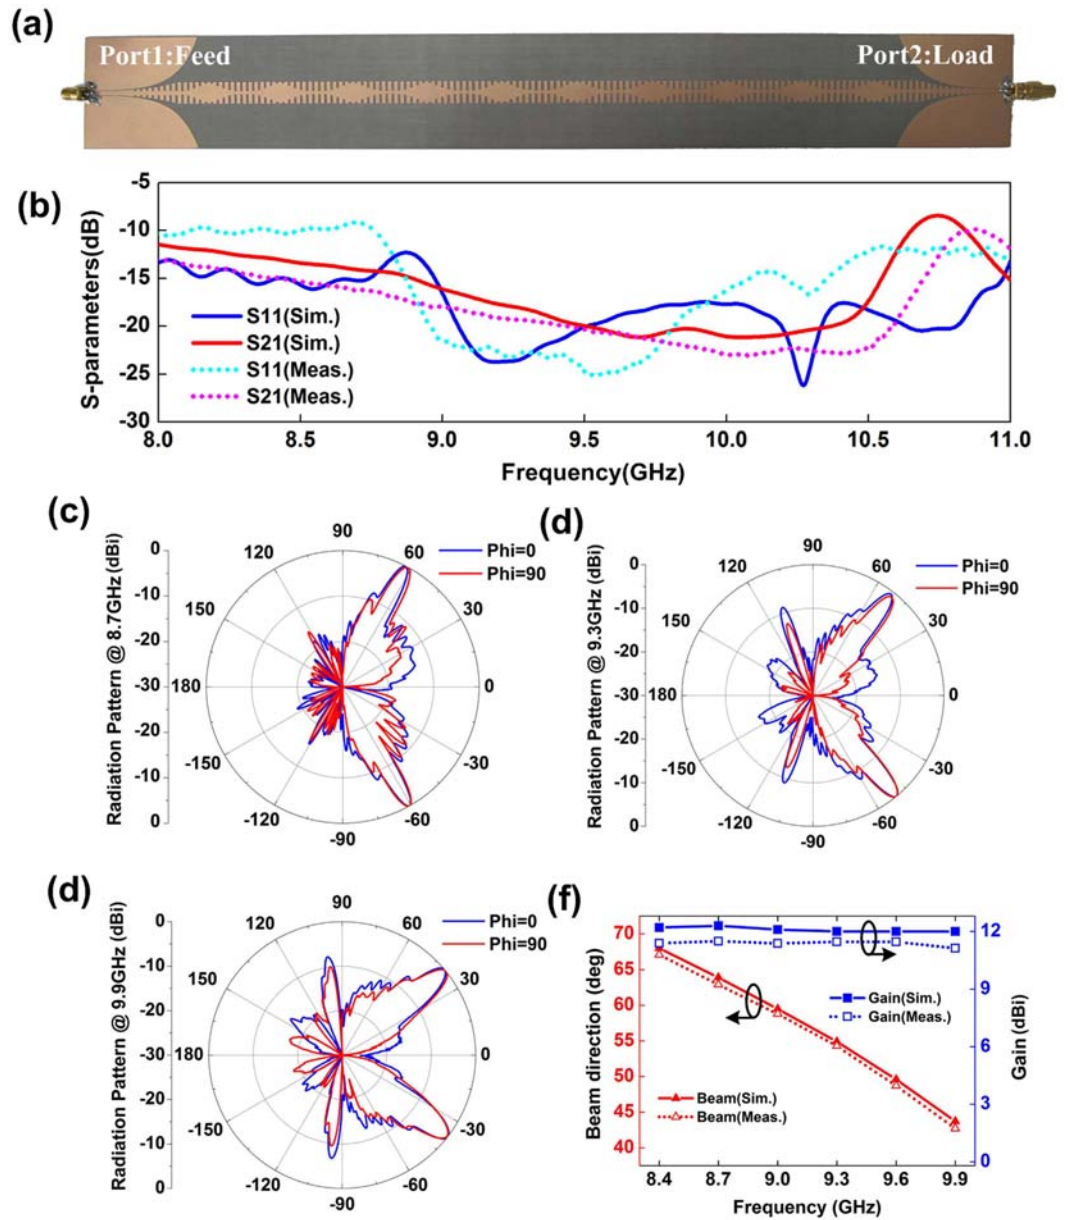 (a)
Port1:Feed
Port2:Load
(b)
S-parameters(dB)
-5
-10
-15
-20
-25
-30
S11(Sim.)
S21(Sim.)
S11(Meas.)
S21(Meas.)
8.0 8.5 9.0 9.5 10.0 10.5 11.0
Frequency(GHz)
(c)
Radiation Pattern @ 8.7GHz (dBi)
0
-10
-20
-30
-20
-10
0
90
60
30
0
-30
-60
-90
-120
-150
180
150
120
Phi=0
Phi=90
(d)
Radiation Pattern @ 9.3GHz (dBi)
0
-10
-20
-30
-20
-10
0
90
60
30
0
-30
-60
-90
-120
-150
180
150
120
Phi=0
Phi=90
(d)
Radiation Pattern @ 9.9GHz (dBi)
0
-10
-20
-30
-20
-10
0
90
60
30
0
-30
-60
-90
-120
-150
180
150
120
Phi=0
Phi=90
(f)
Beam direction (deg)
70
65
60
55
50
45
40
Gain(Sim.)
Gain(Meas.)
Beam(Sim.)
Beam(Meas.)
12
9
6
3
0
Gain (dBi)
8.4 8.7 9.0 9.3 9.6 9.9
Frequency (GHz)